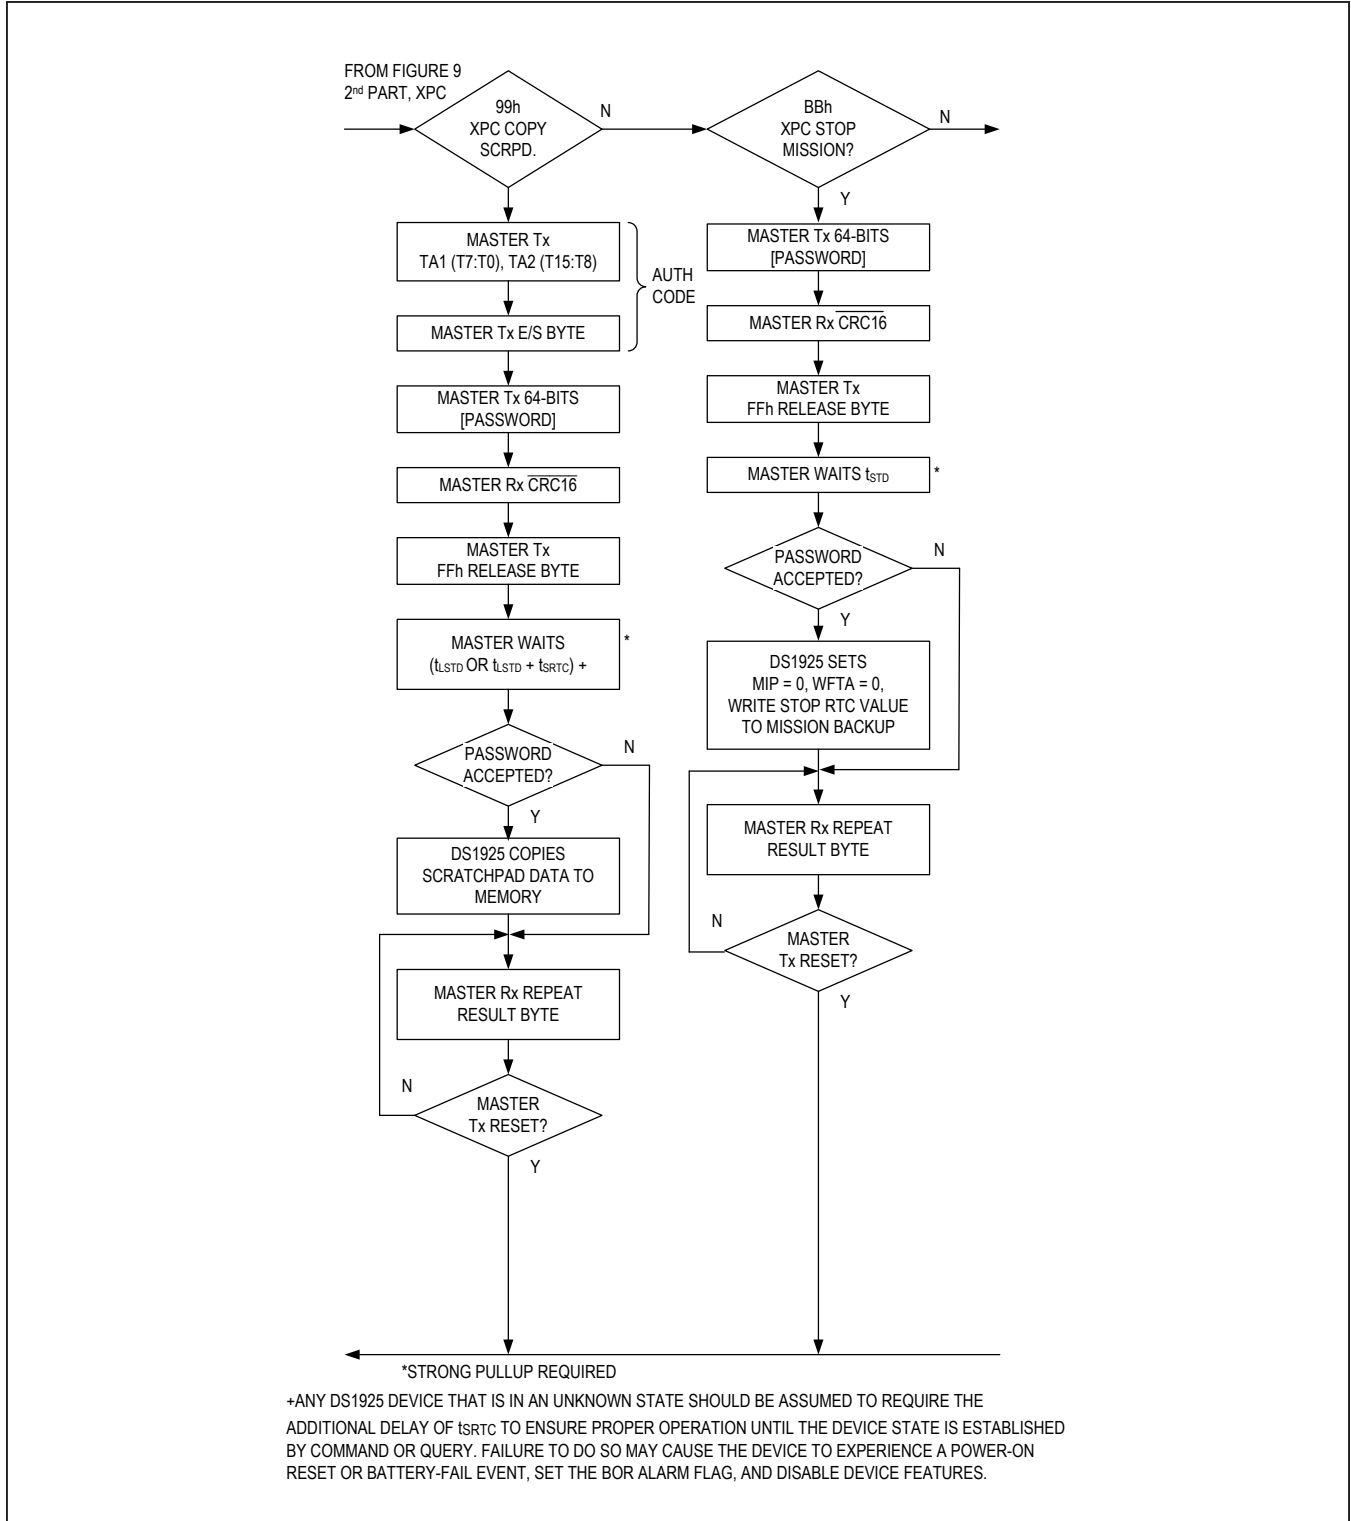 FROM FIGURE 9
2nd PART, XPC
99h
XPC COPY
SCRPD.
N
BBh
XPC STOP
MISSION?
N
Y
MASTER Tx
TA1 (T7:T0), TA2 (T15:T8)
MASTER Tx E/S BYTE
AUTH
CODE
MASTER Tx 64-BITS
[PASSWORD]
MASTER Rx CRC16
MASTER Tx
FFh RELEASE BYTE
MASTER WAITS
(tLSTD OR tLSTD + tSRTC) +
*
PASSWORD
ACCEPTED?
N
Y
DS1925 COPIES
SCRATCHPAD DATA TO
MEMORY
MASTER Rx REPEAT
RESULT BYTE
N
MASTER
Tx RESET?
Y
MASTER Tx 64-BITS
[PASSWORD]
MASTER Rx CRC16
MASTER Tx
FFh RELEASE BYTE
MASTER WAITS tSTD
*
PASSWORD
ACCEPTED?
N
Y
DS1925 SETS
MIP = 0, WFTA = 0,
WRITE STOP RTC VALUE
TO MISSION BACKUP
MASTER Rx REPEAT
RESULT BYTE
N
MASTER
Tx RESET?
Y
*STRONG PULLUP REQUIRED
+ANY DS1925 DEVICE THAT IS IN AN UNKNOWN STATE SHOULD BE ASSUMED TO REQUIRE THE
ADDITIONAL DELAY OF tSRTC TO ENSURE PROPER OPERATION UNTIL THE DEVICE STATE IS ESTABLISHED
BY COMMAND OR QUERY. FAILURE TO DO SO MAY CAUSE THE DEVICE TO EXPERIENCE A POWER-ON
RESET OR BATTERY-FAIL EVENT, SET THE BOR ALARM FLAG, AND DISABLE DEVICE FEATURES.